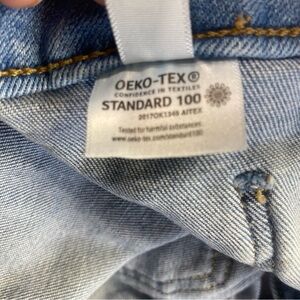 OEKO-TEX®
CONFIDENCE IN TEXTILES
STANDARD 100
2017OK1349 AITEX
Tested for harmful substances.
www.oeko-tex.com/standard100